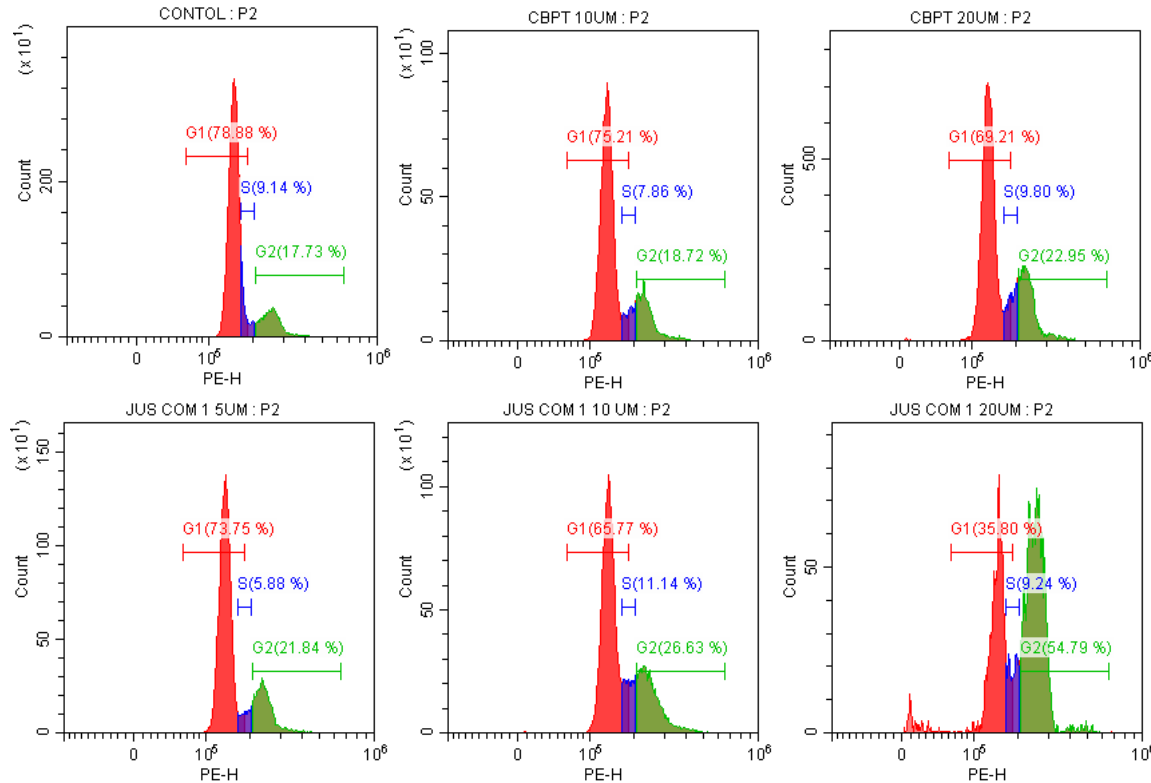 CONTOL : P2
(x 10¹)
Count
200
0
G1(78.88 %)
S(9.14 %)
G2(17.73 %)
0 10⁵ 10⁶
PE-H
CBPT 10UM : P2
(x 10¹)
Count
100
50
0
G1(75.21 %)
S(7.86 %)
G2(18.72 %)
0 10⁵ 10⁶
PE-H
CBPT 20UM : P2
Count
500
0
G1(69.21 %)
S(9.80 %)
G2(22.95 %)
0 10⁵ 10⁶
PE-H
JUS COM 1 5UM : P2
(x 10¹)
Count
150
100
50
0
G1(73.75 %)
S(5.88 %)
G2(21.84 %)
0 10⁵ 10⁶
PE-H
JUS COM 1 10 UM : P2
(x 10¹)
Count
100
50
0
G1(65.77 %)
S(11.14 %)
G2(26.63 %)
0 10⁵ 10⁶
PE-H
JUS COM 1 20UM : P2
Count
50
0
G1(35.80 %)
S(9.24 %)
G2(54.79 %)
0 10⁵ 10⁶
PE-H